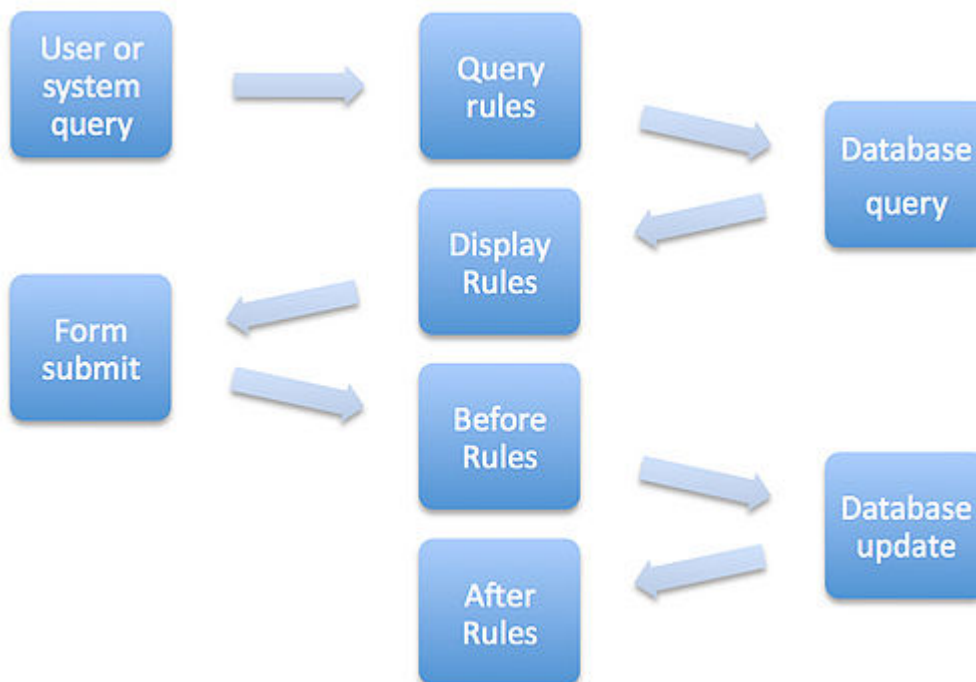 User or
system
query
Query
rules
Database
query
Display
Rules
Form
submit
Before
Rules
Database
update
After
Rules